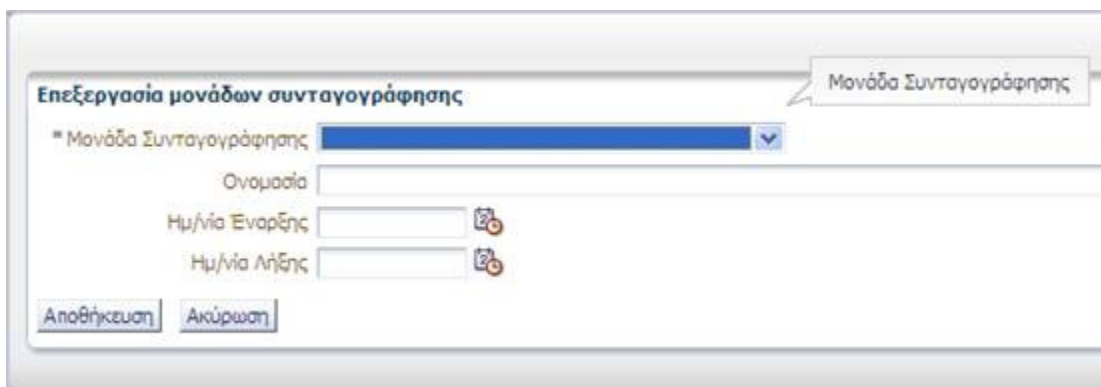 Μονάδα Συνταγογράφησης
Επεξεργασία μονάδων συνταγογράφησης
* Μονάδα Συνταγογράφησης
Ονομασία
Ημ/νία Έναρξης
Ημ/νία Λήξης
Αποθήκευση Ακύρωση